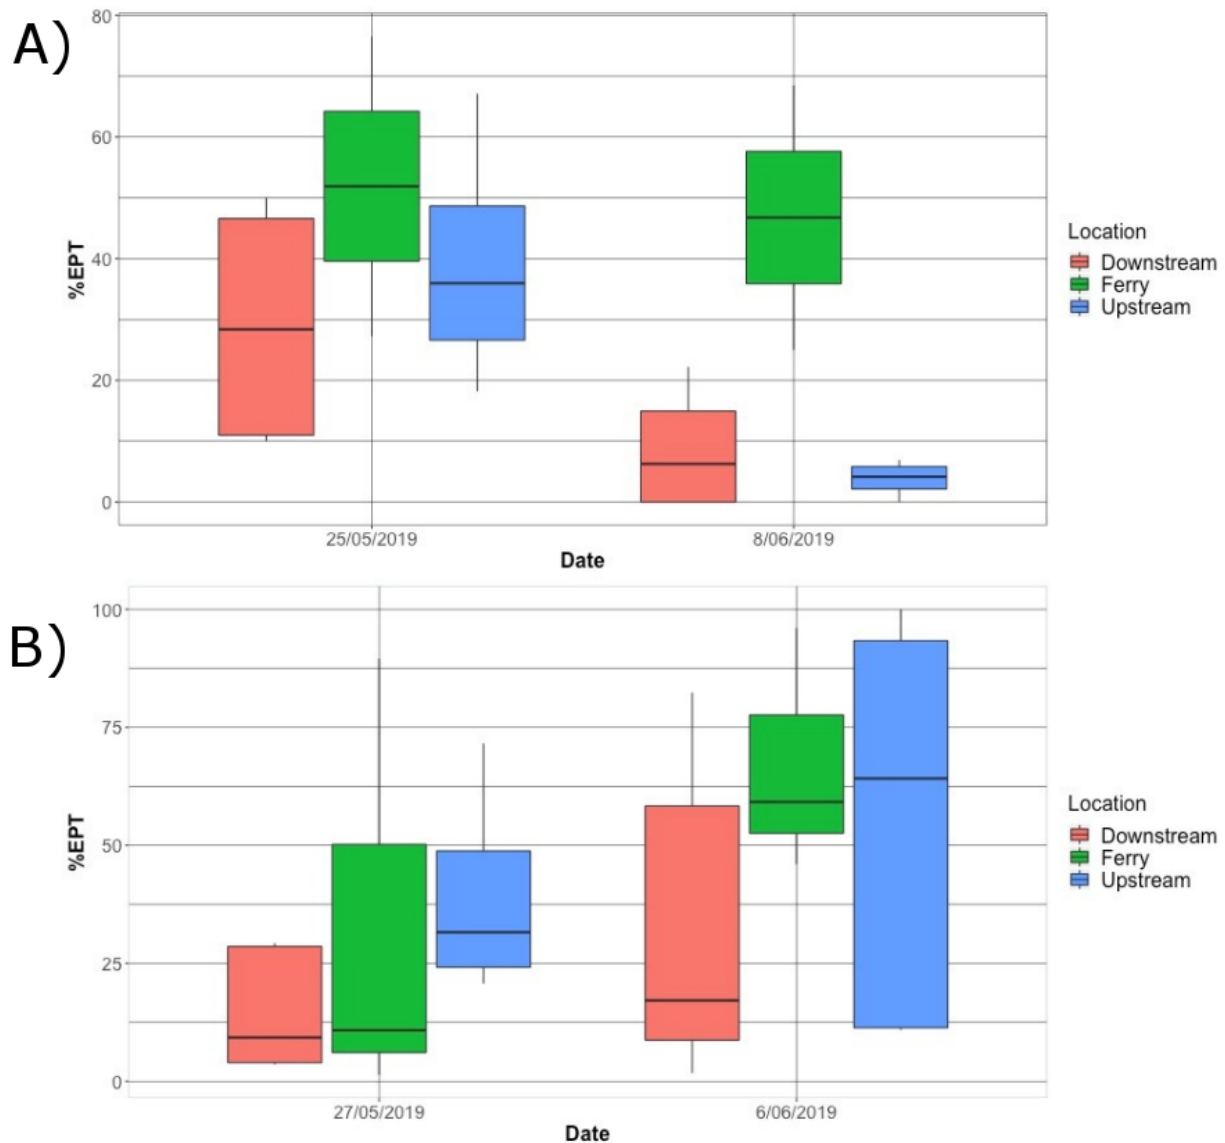 A)
80
60
40
20
0
%EPT
25/05/2019 8/06/2019
Date
Location
Downstream
Ferry
Upstream
B)
100
75
50
25
0
%EPT
27/05/2019 6/06/2019
Date
Location
Downstream
Ferry
Upstream